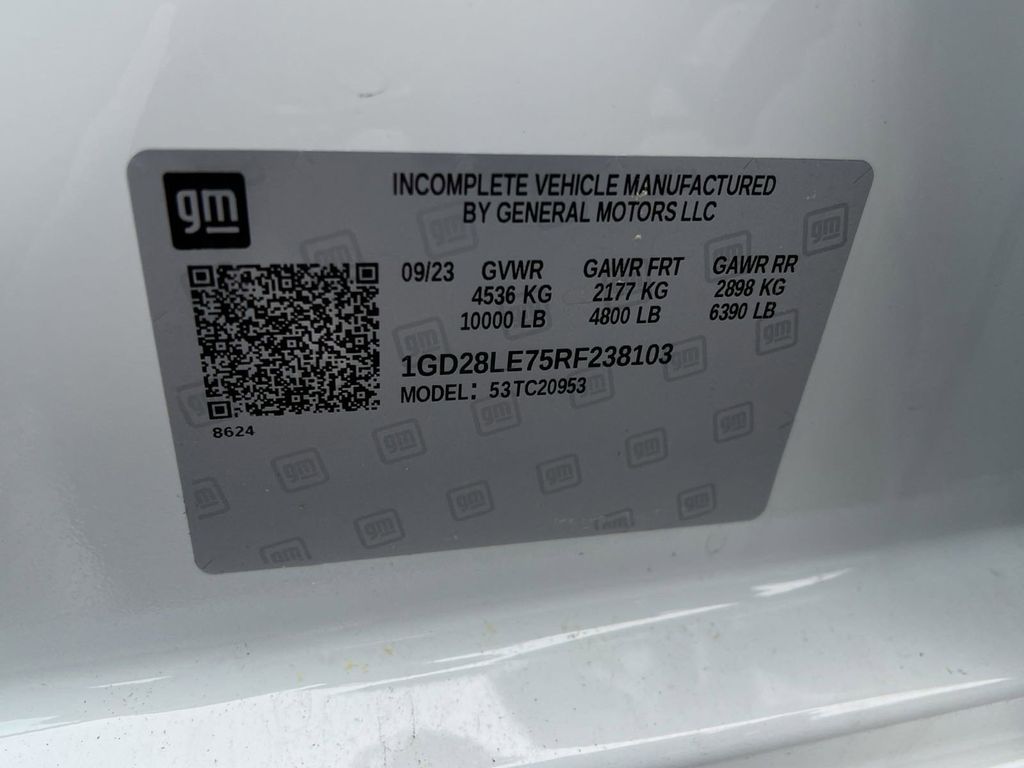 gm
INCOMPLETE VEHICLE MANUFACTURED
BY GENERAL MOTORS LLC
09/23 GVWR GAWR FRT GAWR RR
4536 KG 2177 KG 2898 KG
10000 LB 4800 LB 6390 LB
1GD28LE75RF238103
MODEL: 53TC20953
8624